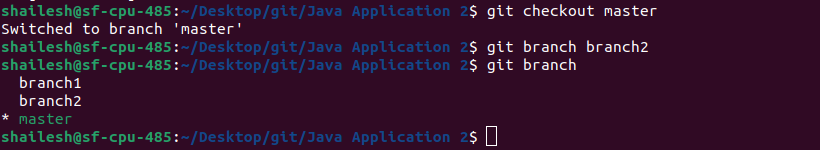 shailesh@sf-cpu-485:~/Desktop/git/Java Application 2$ git checkout master
Switched to branch 'master'
shailesh@sf-cpu-485:~/Desktop/git/Java Application 2$ git branch branch2
shailesh@sf-cpu-485:~/Desktop/git/Java Application 2$ git branch
  branch1
  branch2
* master
shailesh@sf-cpu-485:~/Desktop/git/Java Application 2$